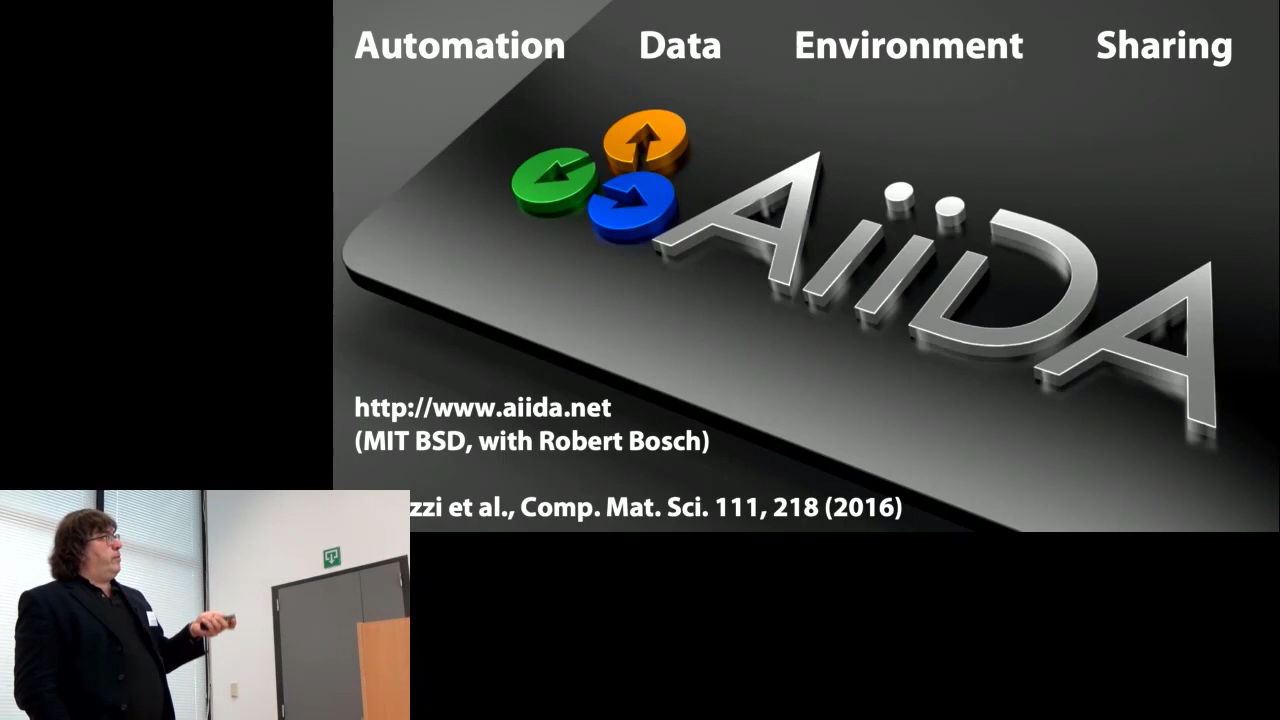 Automation Data Environment Sharing
AiiDA
http://www.aiida.net
(MIT BSD, with Robert Bosch)
et al., Comp. Mat. Sci. 111, 218 (2016)